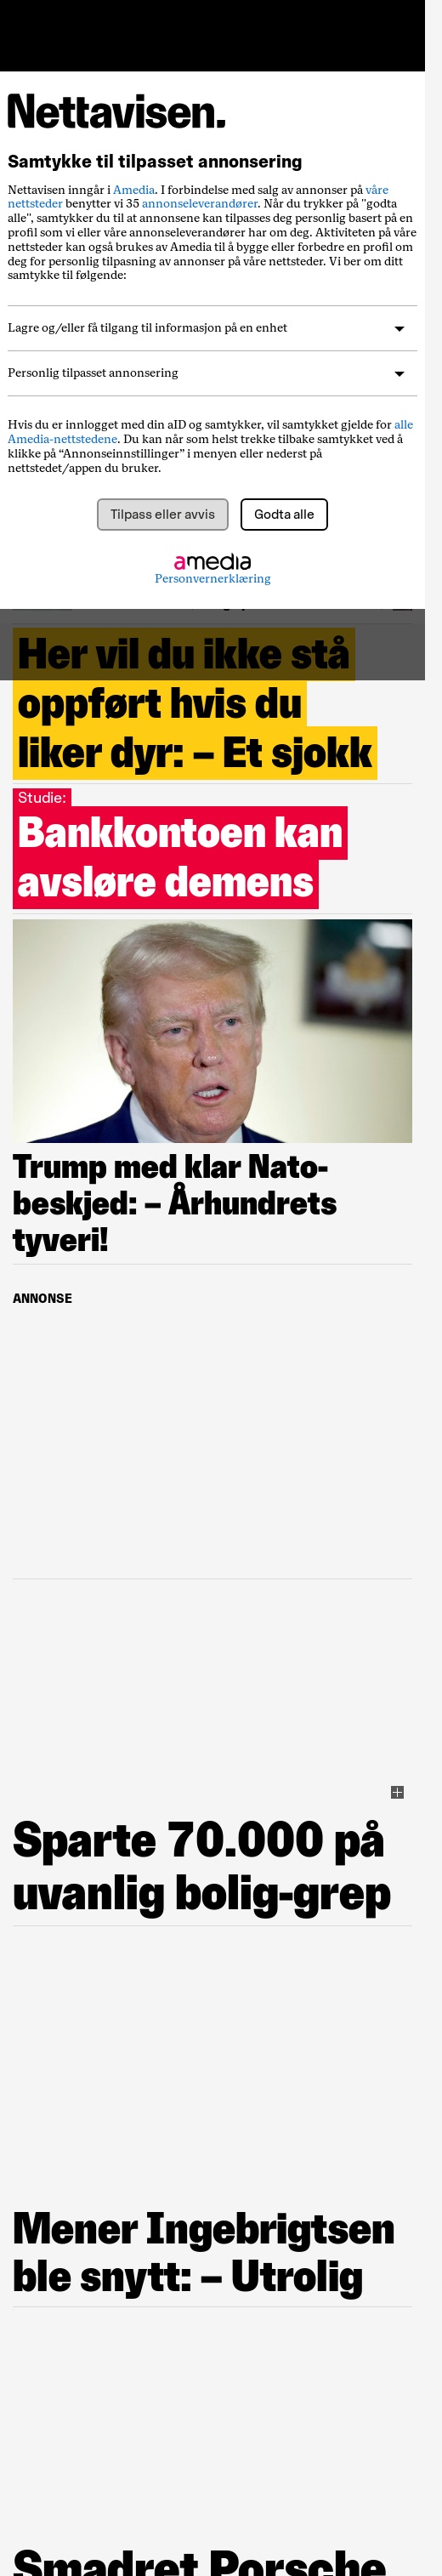 Nettavisen.
Samtykke til tilpasset annonsering
Nettavisen inngår i Amedia. I forbindelse med salg av annonser på våre
nettsteder benytter vi 35 annonseleverandører. Når du trykker på "godta
alle", samtykker du til at annonsene kan tilpasses deg personlig basert på en
profil som vi eller våre annonseleverandører har om deg. Aktiviteten på våre
nettsteder kan også brukes av Amedia til å bygge eller forbedre en profil om
deg for personlig tilpasning av annonser på våre nettsteder. Vi ber om ditt
samtykke til følgende:
Lagre og/eller få tilgang til informasjon på en enhet
Personlig tilpasset annonsering
Hvis du er innlogget med din aID og samtykker, vil samtykket gjelde for alle
Amedia-nettstedene. Du kan når som helst trekke tilbake samtykket ved å
klikke på “Annonseinnstillinger” i menyen eller nederst på
nettstedet/appen du bruker.
Tilpass eller avvis
Godta alle
amedia
Personvernerklæring
Her vil du ikke stå
oppført hvis du
liker dyr: – Et sjokk
Studie:
Bankkontoen kan
avsløre demens
Trump med klar Nato-
beskjed: – Århundrets
tyveri!
ANNONSE
Sparte 70.000 på
uvanlig bolig-grep
Mener Ingebrigtsen
ble snytt: – Utrolig
Smadret Porsche